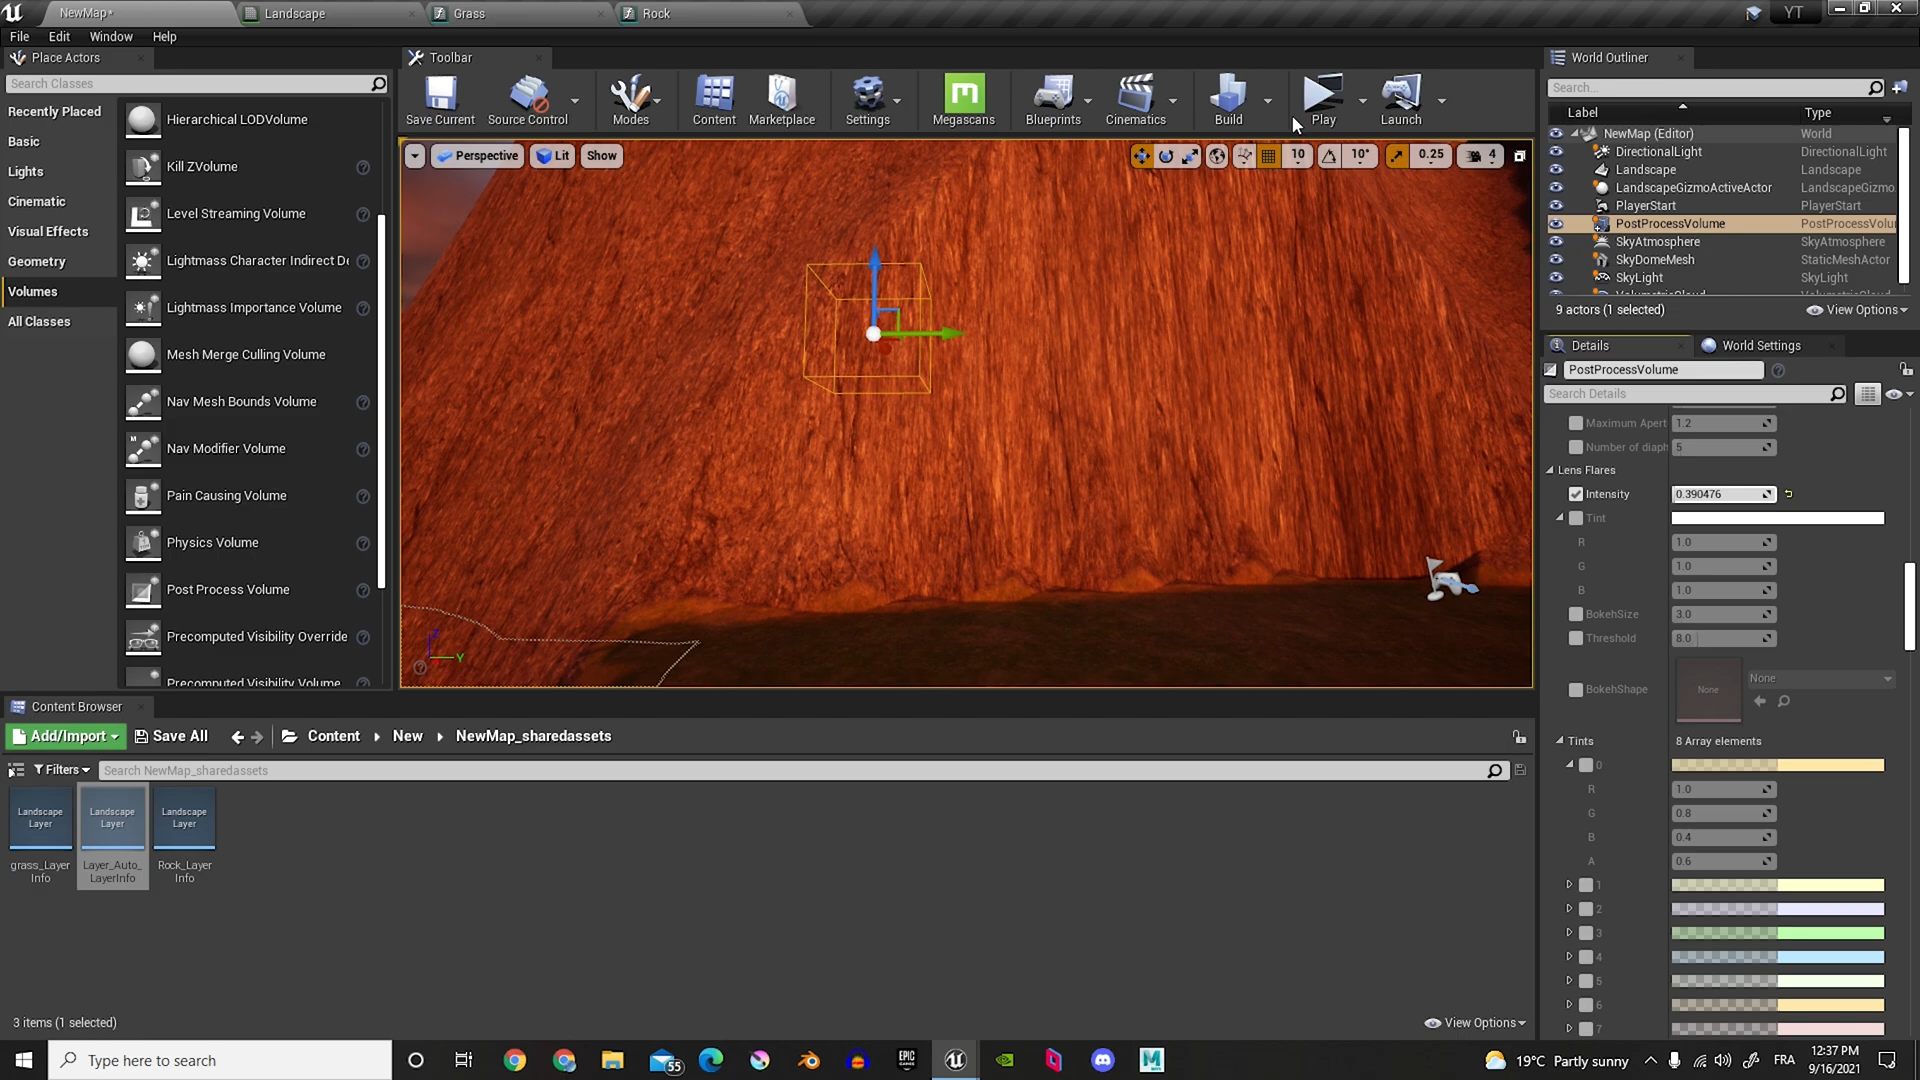 NewMap*
Landscape
Grass
Rock
YT
File Edit Window Help
Place Actors
Search Classes
Recently Placed
Basic
Lights
Cinematic
Visual Effects
Geometry
Volumes
All Classes
Hierarchical LODVolume
Kill ZVolume
Level Streaming Volume
Lightmass Character Indirect De
Lightmass Importance Volume
Mesh Merge Culling Volume
Nav Mesh Bounds Volume
Nav Modifier Volume
Pain Causing Volume
Physics Volume
Post Process Volume
Precomputed Visibility Override
Precomputed Visibility Volume
Toolbar
Save Current
Source Control
Modes
Content
Marketplace
Settings
Megascans
Blueprints
Cinematics
Build
Play
Launch
Perspective
Lit
Show
10
10°
0.25
4
Z
Y
World Outliner
Search...
Label Type
NewMap (Editor) World
DirectionalLight DirectionalLight
Landscape Landscape
LandscapeGizmoActiveActor LandscapeGizmo
PlayerStart PlayerStart
PostProcessVolume PostProcessVolu
SkyAtmosphere SkyAtmosphere
SkyDomeMesh StaticMeshActor
SkyLight SkyLight
9 actors (1 selected)
View Options
Details
World Settings
PostProcessVolume
Search Details
Maximum Apert 1.2
Number of diaph 5
Lens Flares
Intensity 0.390476
Tint
R 1.0
G 1.0
B 1.0
BokehSize 3.0
Threshold 8.0
BokehShape None None
Tints 8 Array elements
0
R 1.0
G 0.8
B 0.4
A 0.6
1
2
3
4
5
6
7
Content Browser
Add/Import
Save All
Content
New
NewMap_sharedassets
Filters
Search NewMap_sharedassets
Landscape
Layer
Landscape
Layer
Landscape
Layer
grass_Layer
Info
Layer_Auto_
LayerInfo
Rock_Layer
Info
3 items (1 selected)
View Options
Type here to search
55
EPIC
GAMES
M
19°C Partly sunny
FRA
12:37 PM
9/16/2021